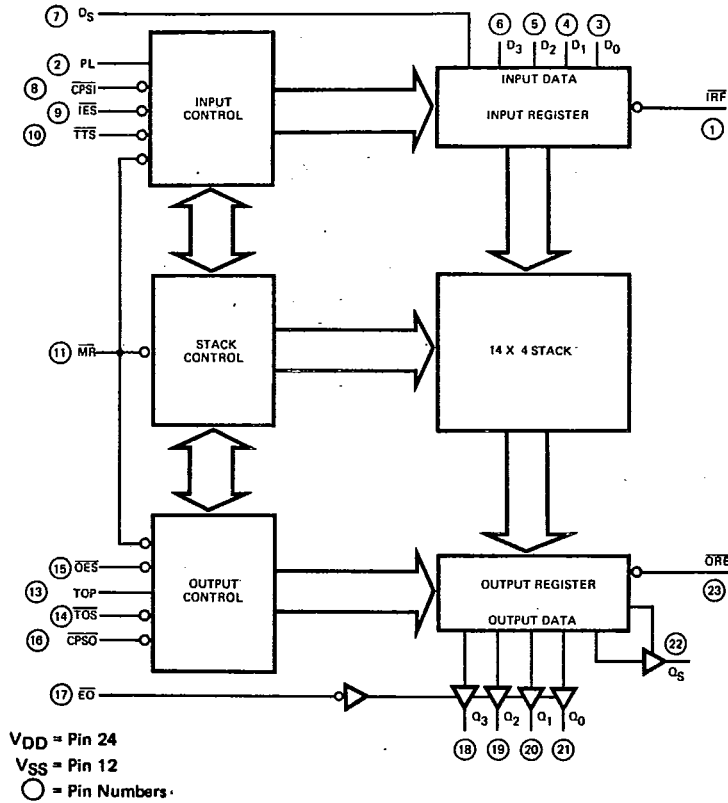 7 DS
6 5 4 3
D3 D2 D1 D0
2 PL
8 CPSI
9 IES
10 TTS
INPUT
CONTROL
INPUT DATA
INPUT REGISTER
IRF
1
11 MR
STACK
CONTROL
14 X 4 STACK
15 OES
13 TOP
14 TOS
16 CPSO
OUTPUT
CONTROL
OUTPUT REGISTER
OUTPUT DATA
23
22
QS
17 EO
Q3 Q2 Q1 Q0
18 19 20 21
VDD = Pin 24
VSS = Pin 12
= Pin Numbers